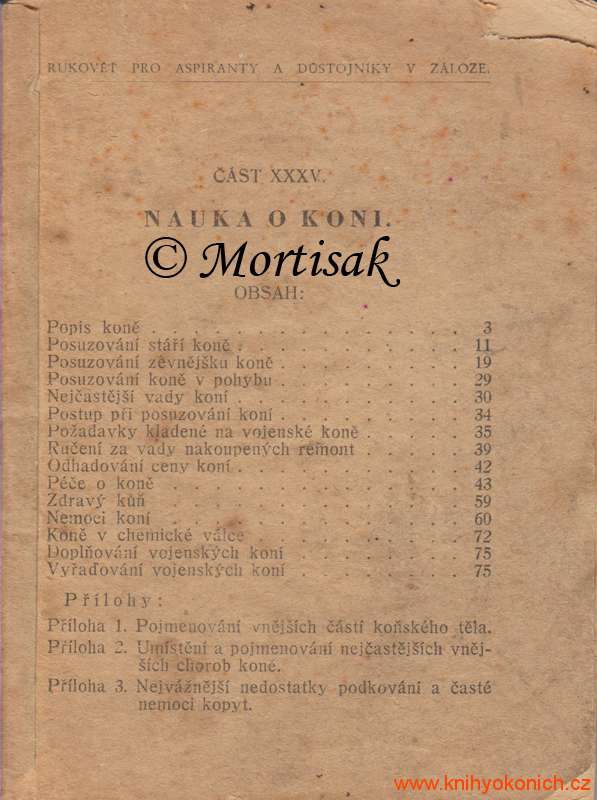 RUKOVĚŤ PRO ASPIRANTY A DŮSTOJNÍKY V ZÁLOZE.
ČÁST XXXV.
NAUKA O KONI.
© Mortisak
OBSAH:
Popis koně . . . . . . . . . . . . 3
Posuzování stáří koně . . . . . . . . . 11
Posuzování zevnějšku koně . . . . . . . 19
Posuzování koně v pohybu . . . . . . . 29
Nejčastější vady koní . . . . . . . . . 30
Postup při posuzování koní . . . . . . . 34
Požadavky kladené na vojenské koně . . . . 35
Ručení za vady nakoupených remont . . . . 39
Odhadování ceny koní . . . . . . . . . 42
Péče o koně . . . . . . . . . . . 43
Zdravý kůň . . . . . . . . . . . 59
Nemoci koní . . . . . . . . . . . 60
Koně v chemické válce . . . . . . . . 72
Doplňování vojenských koní . . . . . . 75
Vyřaďování vojenských koní . . . . . . 75
Přílohy:
Příloha 1. Pojmenování vnějších částí koňského těla.
Příloha 2. Umístění a pojmenování nejčastějších vněj-
ších chorob koně.
Příloha 3. Nejvážnější nedostatky podkování a časté
nemoci kopyt.
www.knihyokonich.cz